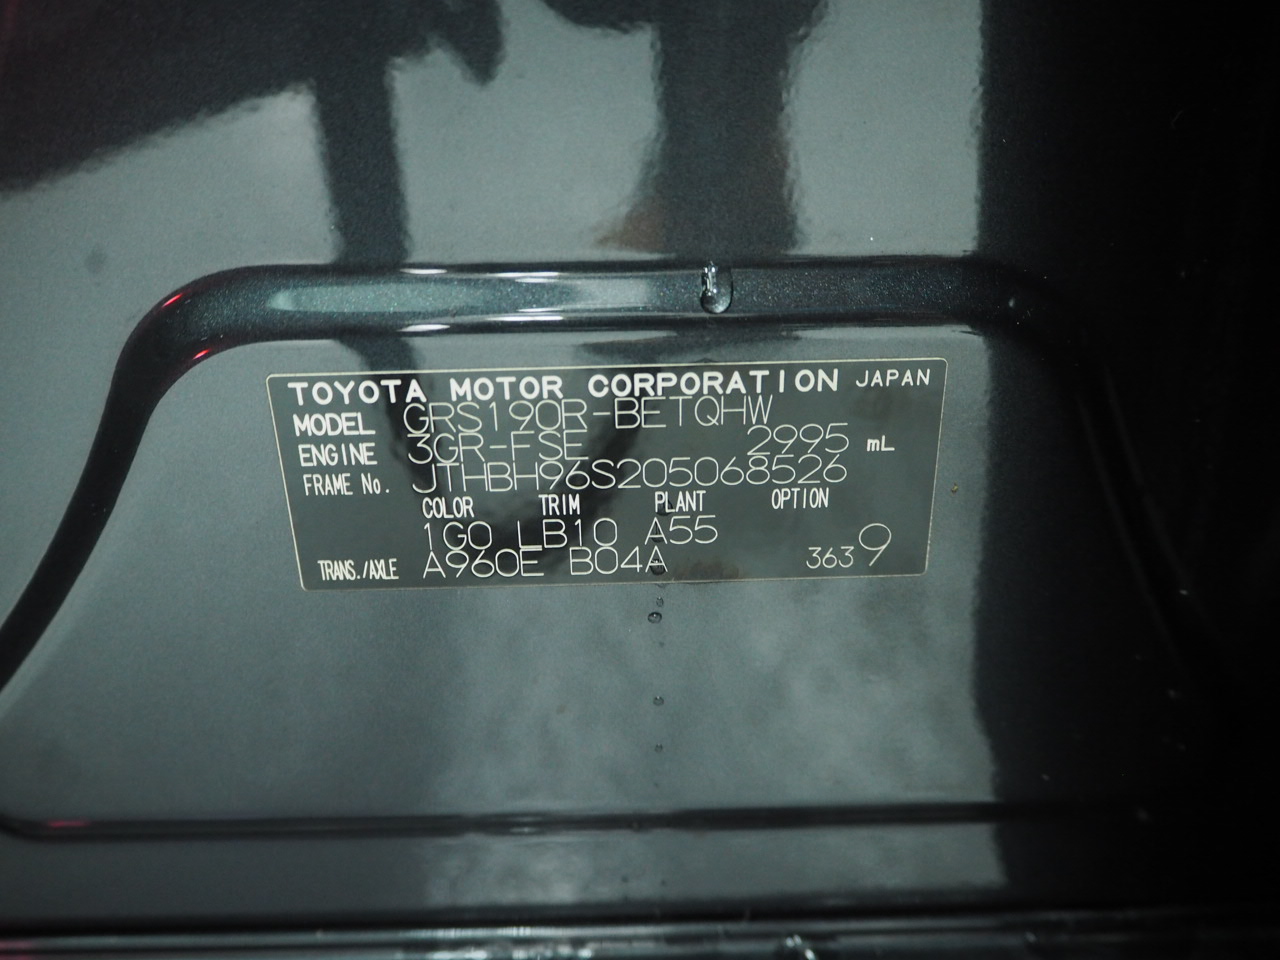 TOYOTA MOTOR CORPORATION JAPAN
MODEL GRS190R-BETQHW
ENGINE 3GR-FSE 2995 mL
FRAME No. JTHBH96S205068526
COLOR TRIM PLANT OPTION
1G0 LB10 A55
TRANS./AXLE A960E B04A 3639